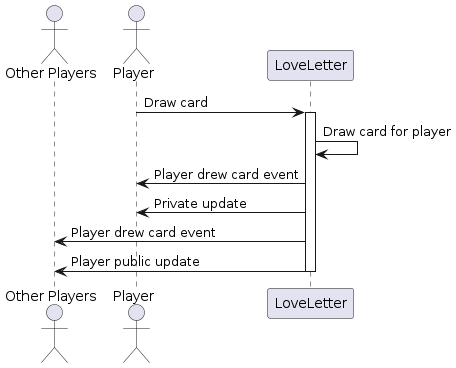 Other Players
Player
LoveLetter
Draw card
Draw card for player
Player drew card event
Private update
Player drew card event
Player public update
Other Players
Player
LoveLetter